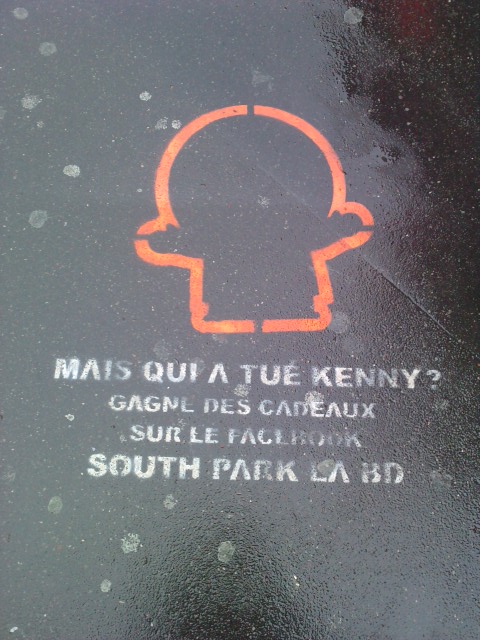 MAIS QUI A TUÉ KENNY?
GAGNE DES CADEAUX
SUR LE FACEBOOK
SOUTH PARK LA BD